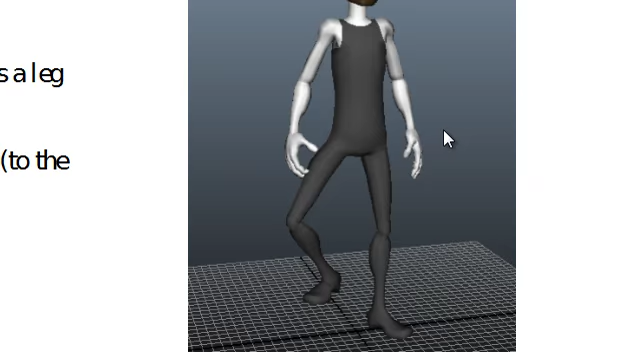 s a leg
(to the